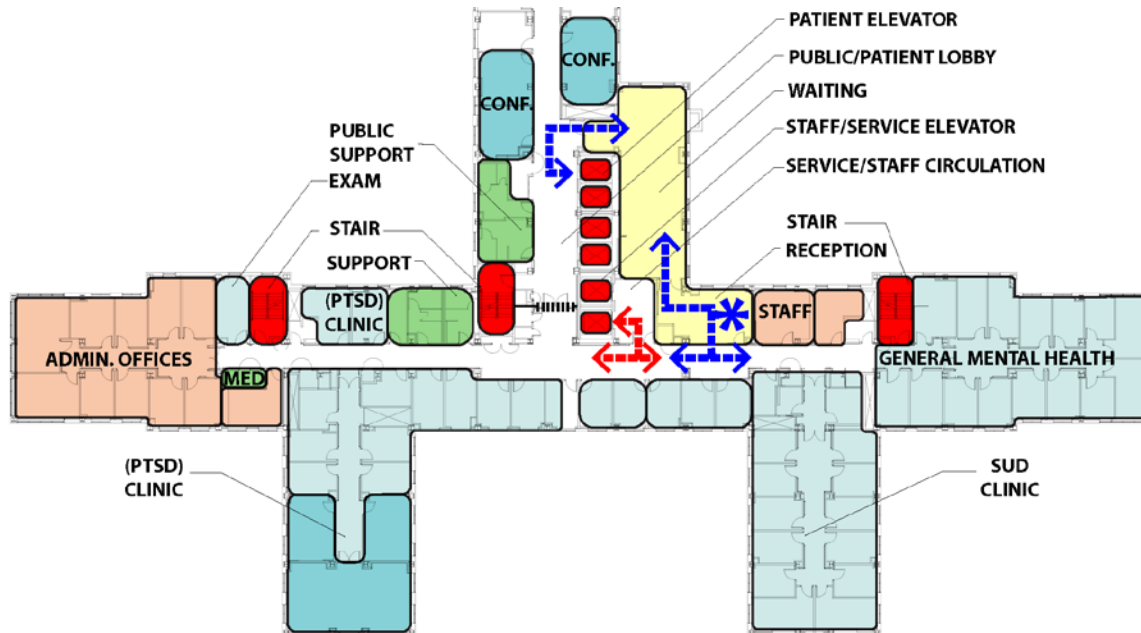 PATIENT ELEVATOR
CONF.
CONF.
PUBLIC/PATIENT LOBBY
WAITING
STAFF/SERVICE ELEVATOR
SERVICE/STAFF CIRCULATION
PUBLIC
SUPPORT
EXAM
STAIR
SUPPORT
STAIR
RECEPTION
(PTSD)
CLINIC
STAFF
ADMIN. OFFICES
MED
GENERAL MENTAL HEALTH
(PTSD)
CLINIC
SUD
CLINIC